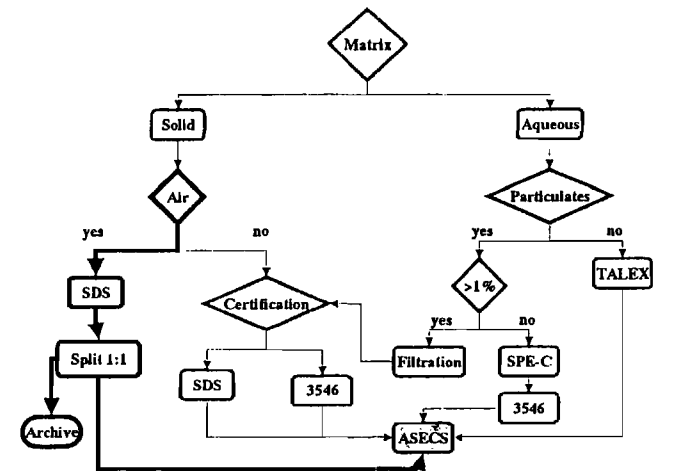 Matrix
Solid
Aqueous
Air
Particulates
yes
no
yes
no
SDS
Certification
>1%
TALEX
yes
no
Split 1:1
SDS
3546
Filtration
SPE-C
3546
Archive
ASECS